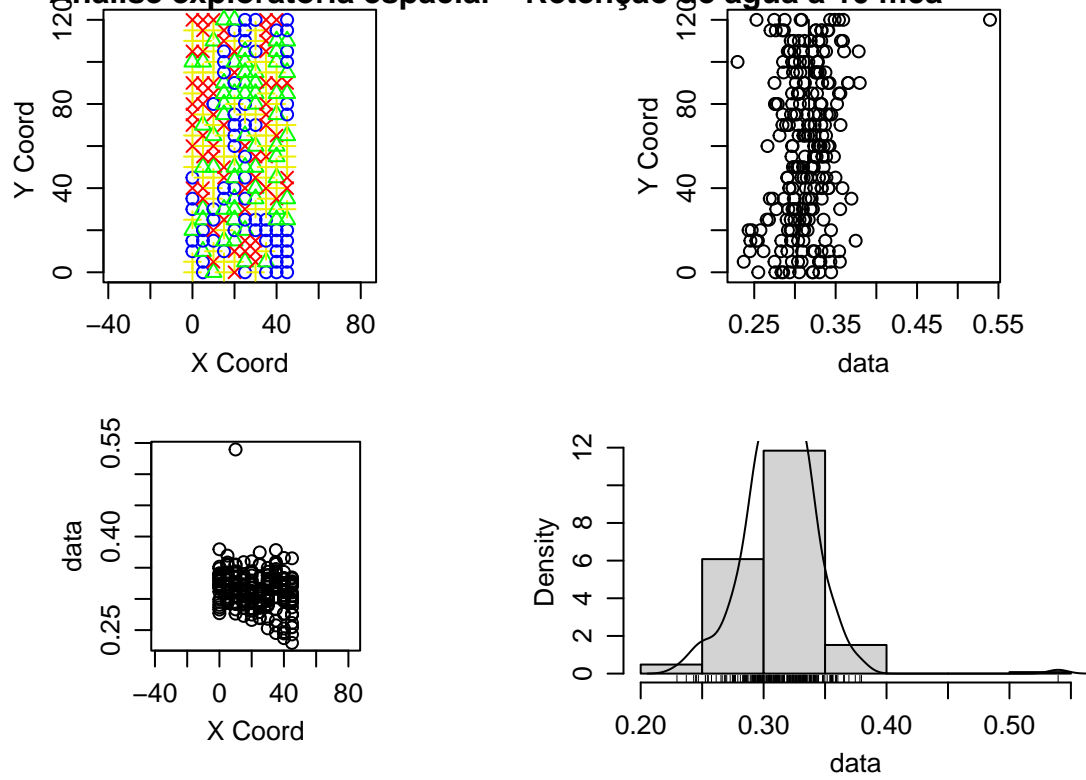 Análise exploratória espacial − Retenção de água a 10 mca
Y Coord
0 40 80 120
−40 0 40 80
X Coord
Y Coord
0 40 80 120
0.25 0.35 0.45 0.55
data
data
0.25 0.40 0.55
−40 0 40 80
X Coord
Density
0 2 4 6 8 12
0.20 0.30 0.40 0.50
data